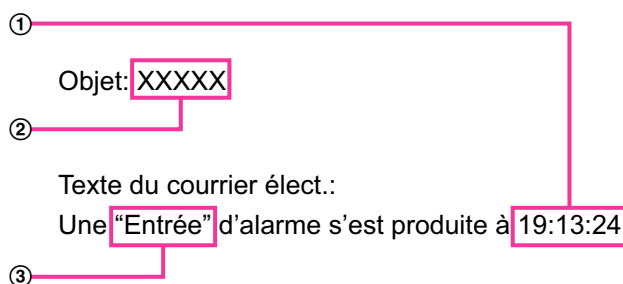 ①
Objet: XXXXX
②
Texte du courrier élect.:
Une “Entrée” d’alarme s’est produite à 19:13:24
③